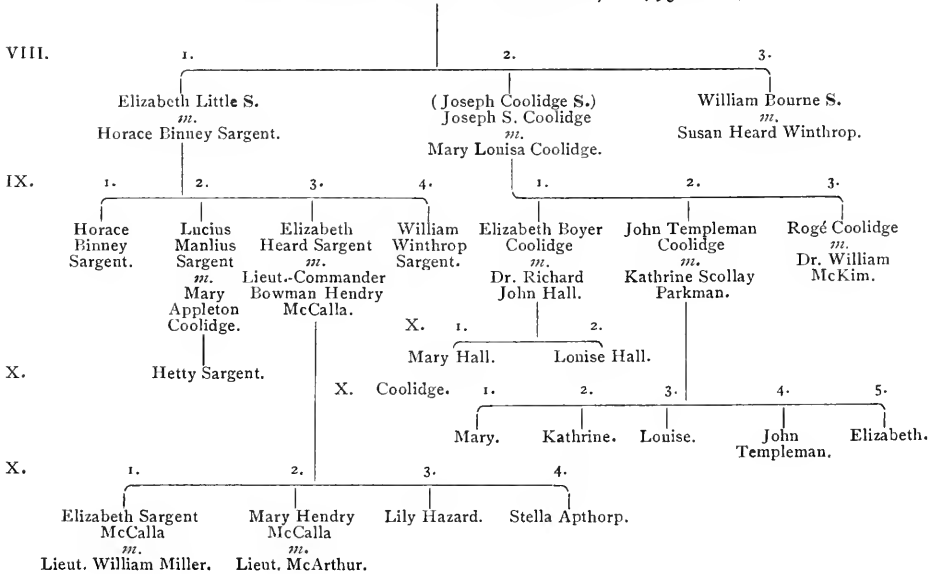 VIII. 1. 2. 3.
Elizabeth Little S.
m.
Horace Binney Sargent.
(Joseph Coolidge S.)
Joseph S. Coolidge
m.
Mary Louisa Coolidge.
William Bourne S.
m.
Susan Heard Winthrop.
IX. 1. 2. 3. 4. 1. 2. 3.
Horace
Binney
Sargent.
Lucius
Manlius
Sargent
m.
Mary
Appleton
Coolidge.
Elizabeth
Heard Sargent
m.
Lieut.-Commander
Bowman Hendry
McCalla.
William
Winthrop
Sargent.
Elizabeth Boyer
Coolidge
m.
Dr. Richard
John Hall.
John Templeman
Coolidge
m.
Kathrine Scollay
Parkman.
Rogé Coolidge
m.
Dr. William
McKim.
X. 1. 2.
Mary Hall. Louise Hall.
X. Hetty Sargent.
X. Coolidge. 1. 2. 3. 4. 5.
Mary. Kathrine. Louise. John
Templeman.
Elizabeth.
X. 1. 2. 3. 4.
Elizabeth Sargent
McCalla
m.
Lieut. William Miller.
Mary Hendry
McCalla
m.
Lieut. McArthur.
Lily Hazard. Stella Apthorp.